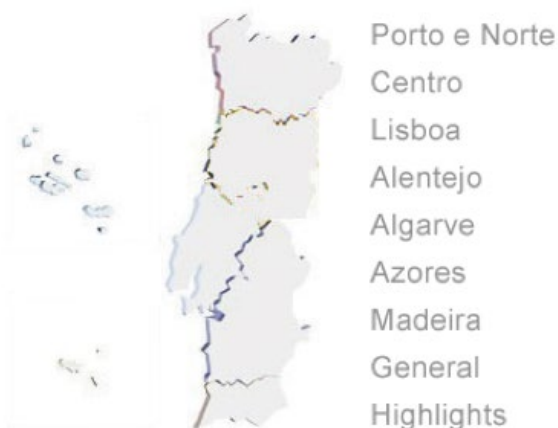 Porto e Norte
Centro
Lisboa
Alentejo
Algarve
Azores
Madeira
General
Highlights